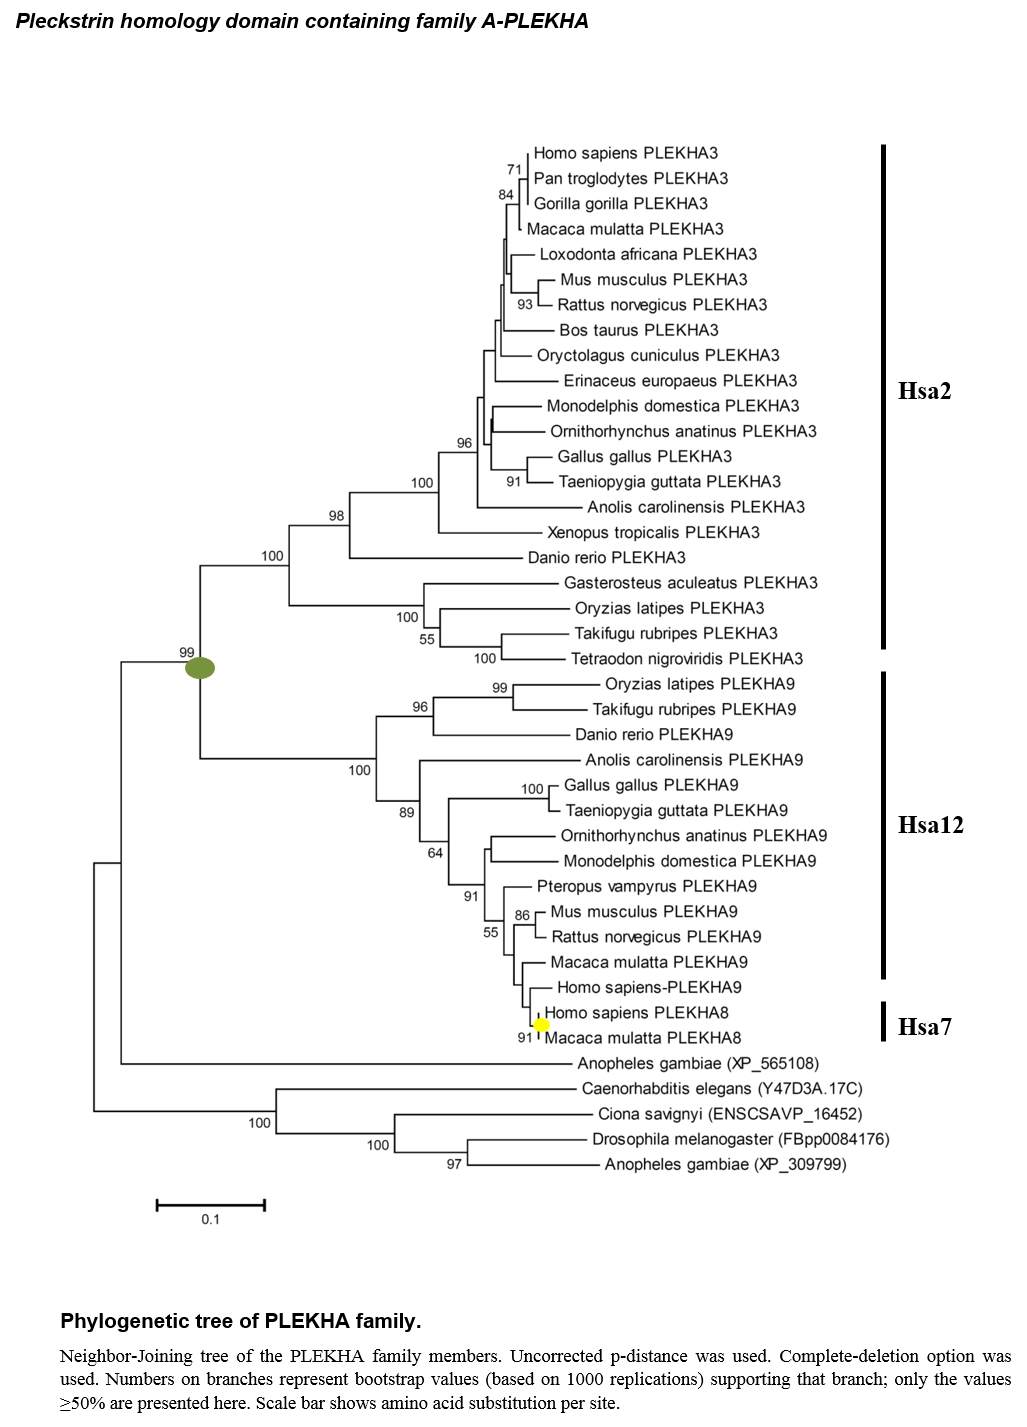 Pleckstrin homology domain containing family A-PLEKHA
Homo sapiens PLEKHA3
71
Pan troglodytes PLEKHA3
84
Gorilla gorilla PLEKHA3
Macaca mulatta PLEKHA3
Loxodonta africana PLEKHA3
Mus musculus PLEKHA3
93
Rattus norvegicus PLEKHA3
Bos taurus PLEKHA3
Oryctolagus cuniculus PLEKHA3
Erinaceus europaeus PLEKHA3
Hsa2
Monodelphis domestica PLEKHA3
Ornithorhynchus anatinus PLEKHA3
96
Gallus gallus PLEKHA3
91
Taeniopygia guttata PLEKHA3
100
Anolis carolinensis PLEKHA3
98
Xenopus tropicalis PLEKHA3
100
Danio rerio PLEKHA3
Gasterosteus aculeatus PLEKHA3
100
Oryzias latipes PLEKHA3
55
Takifugu rubripes PLEKHA3
99
100
Tetraodon nigroviridis PLEKHA3
99
Oryzias latipes PLEKHA9
96
Takifugu rubripes PLEKHA9
Danio rerio PLEKHA9
100
Anolis carolinensis PLEKHA9
100
Gallus gallus PLEKHA9
89
Taeniopygia guttata PLEKHA9
Hsa12
Ornithorhynchus anatinus PLEKHA9
64
Monodelphis domestica PLEKHA9
91
Pteropus vampyrus PLEKHA9
86
Mus musculus PLEKHA9
55
Rattus norvegicus PLEKHA9
Macaca mulatta PLEKHA9
Homo sapiens-PLEKHA9
Homo sapiens PLEKHA8
Hsa7
91
Macaca mulatta PLEKHA8
Anopheles gambiae (XP_565108)
Caenorhabditis elegans (Y47D3A.17C)
100
Ciona savignyi (ENSCSAVP_16452)
100
Drosophila melanogaster (FBpp0084176)
97
Anopheles gambiae (XP_309799)
0.1
Phylogenetic tree of PLEKHA family.
Neighbor-Joining tree of the PLEKHA family members. Uncorrected p-distance was used. Complete-deletion option was
used. Numbers on branches represent bootstrap values (based on 1000 replications) supporting that branch; only the values
≥50% are presented here. Scale bar shows amino acid substitution per site.